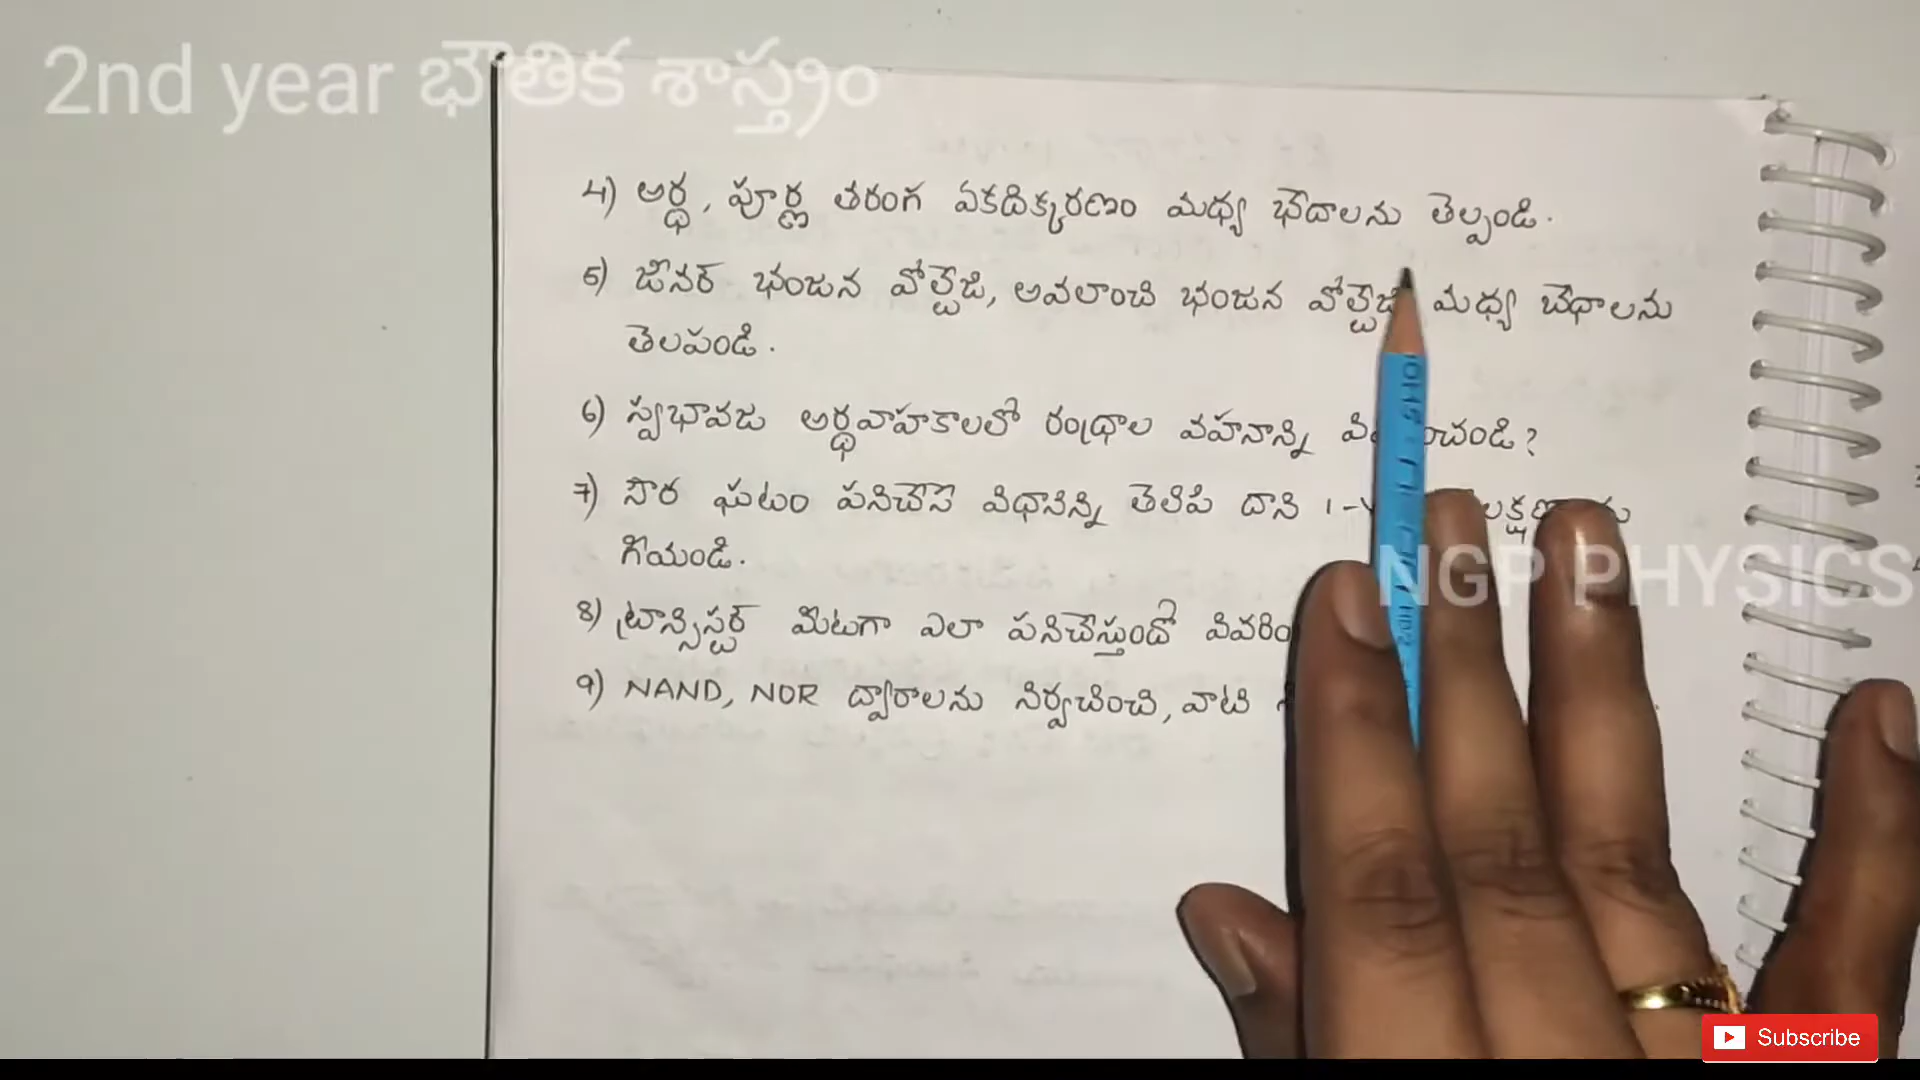 2nd year భౌతిక శాస్త్రం
4) అర్ధ, పూర్ణ తరంగ ఏకదిక్కరణం మధ్య భేదాలను తెల్పండి.
5) జీనర్ భంజన వోల్టేజి, అవలాంచి భంజన వోల్టేజి మధ్య బేధాలను
తెలపండి.
6) స్వభావజ అర్ధవాహకాలలో రంధ్రాల వహనాన్ని
7) సౌర ఘటం పనిచేసే విధానిన్ని తెలిపి దాని I-V
గీయండి.
NGP PHYSICS
8) ట్రాన్సిస్టర్ మీటగా ఎలా పనిచేస్తుందో
9) NAND, NOR ద్వారాలను నిర్వచించి, వాటి
Subscribe